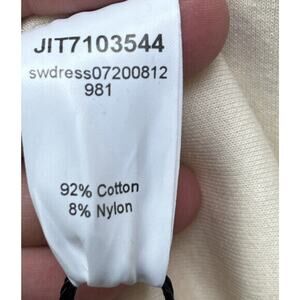 JIT7103544
swdress07200812
981
92% Cotton
8% Nylon